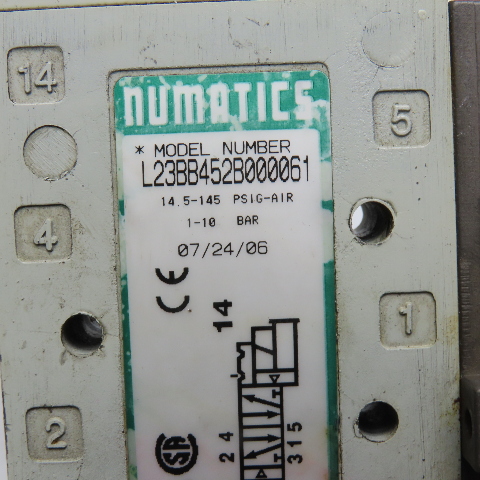 14
NUMATICS
5
* MODEL NUMBER
L23BB452B000061
14.5-145 PSIG-AIR
1-10 BAR
4
07/24/06
CE
14
1
2
2 4
3 1 5
SA